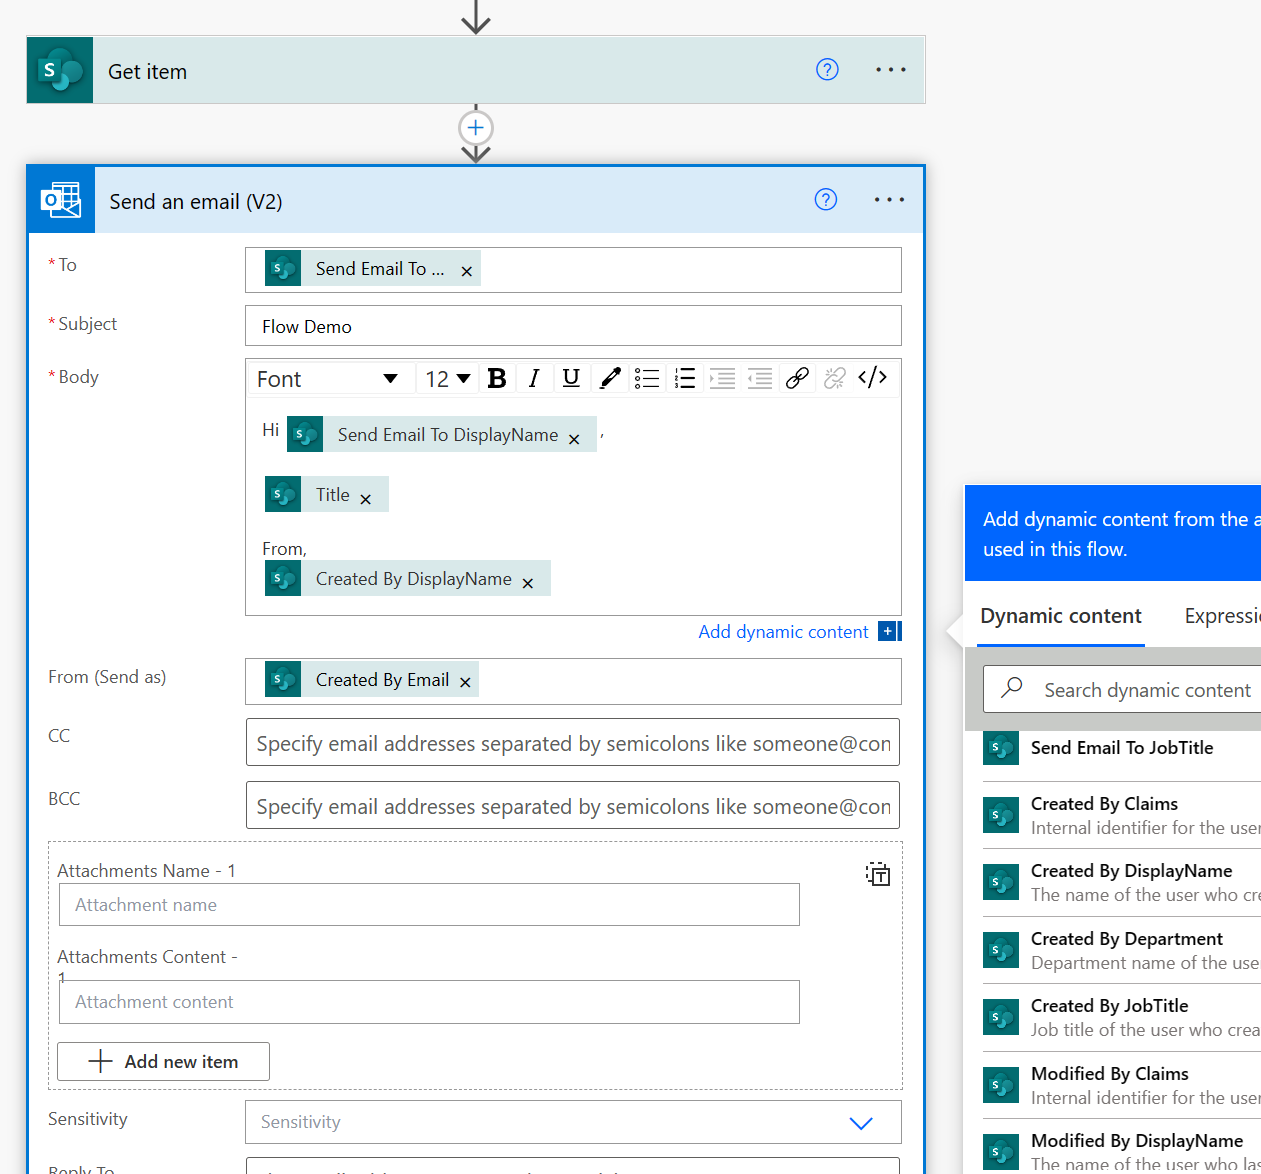 Get item
Send an email (V2)
* To
Send Email To ... ×
* Subject
Flow Demo
* Body
Font
12
B I U
Hi Send Email To DisplayName × ,
Title ×
From,
Created By DisplayName ×
Add dynamic content
From (Send as)
Created By Email ×
CC
Specify email addresses separated by semicolons like someone@con
BCC
Specify email addresses separated by semicolons like someone@con
Attachments Name - 1
Attachment name
Attachments Content -
1
Attachment content
Add new item
Sensitivity
Sensitivity
Reply To
Add dynamic content from the a
used in this flow.
Dynamic content
Expressi
Search dynamic content
Send Email To JobTitle
Created By Claims
Internal identifier for the user
Created By DisplayName
The name of the user who cre
Created By Department
Department name of the use
Created By JobTitle
Job title of the user who crea
Modified By Claims
Internal identifier for the user
Modified By DisplayName
The name of the user who las